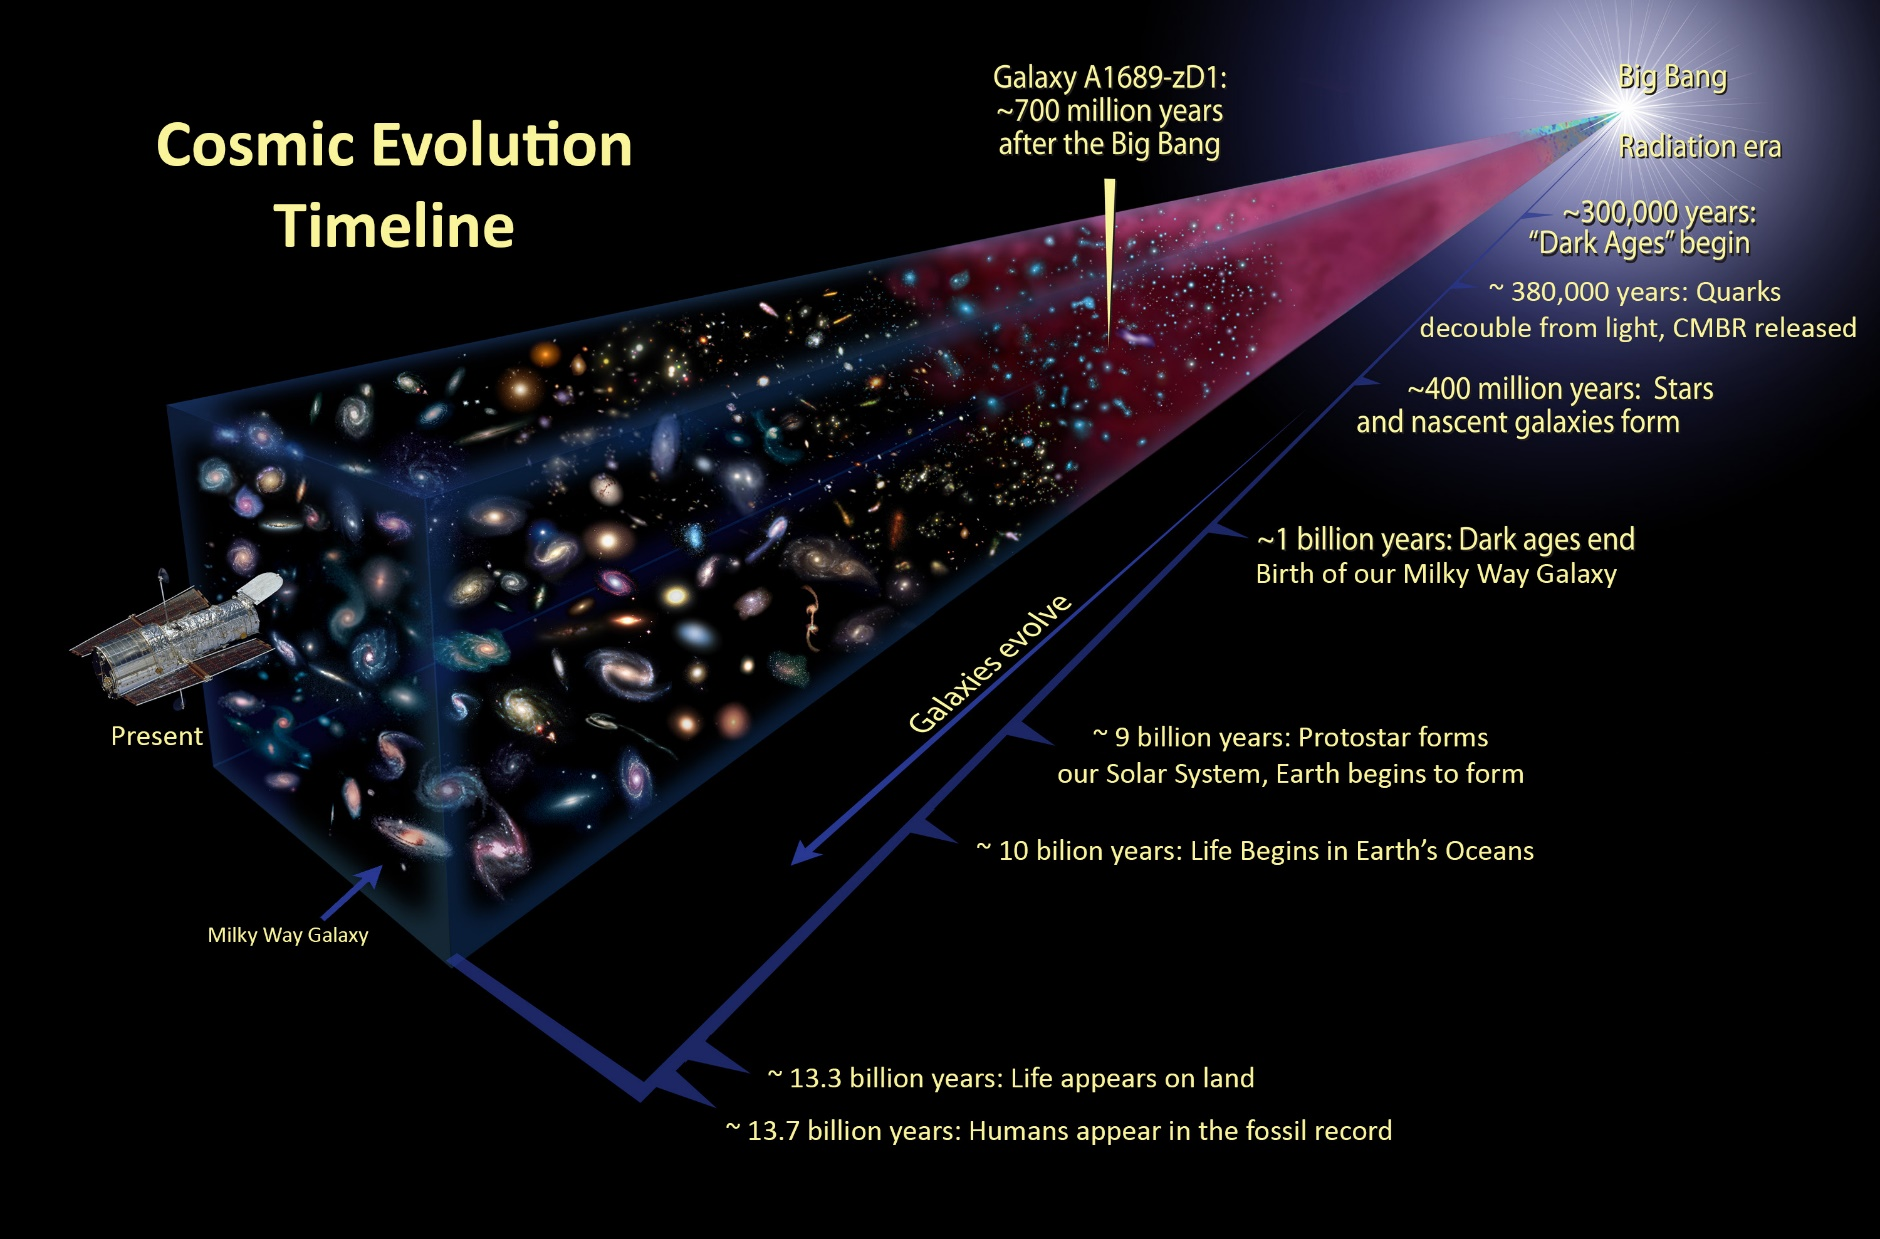 Cosmic Evolution
Timeline
Galaxy A1689-zD1:
~700 million years
after the Big Bang
Big Bang
Radiation era
~300,000 years:
“Dark Ages” begin
~ 380,000 years: Quarks
decouble from light, CMBR released
~400 million years: Stars
and nascent galaxies form
~1 billion years: Dark ages end
Birth of our Milky Way Galaxy
Galaxies evolve
~ 9 billion years: Protostar forms
our Solar System, Earth begins to form
~ 10 bilion years: Life Begins in Earth’s Oceans
Present
Milky Way Galaxy
~ 13.3 billion years: Life appears on land
~ 13.7 billion years: Humans appear in the fossil record